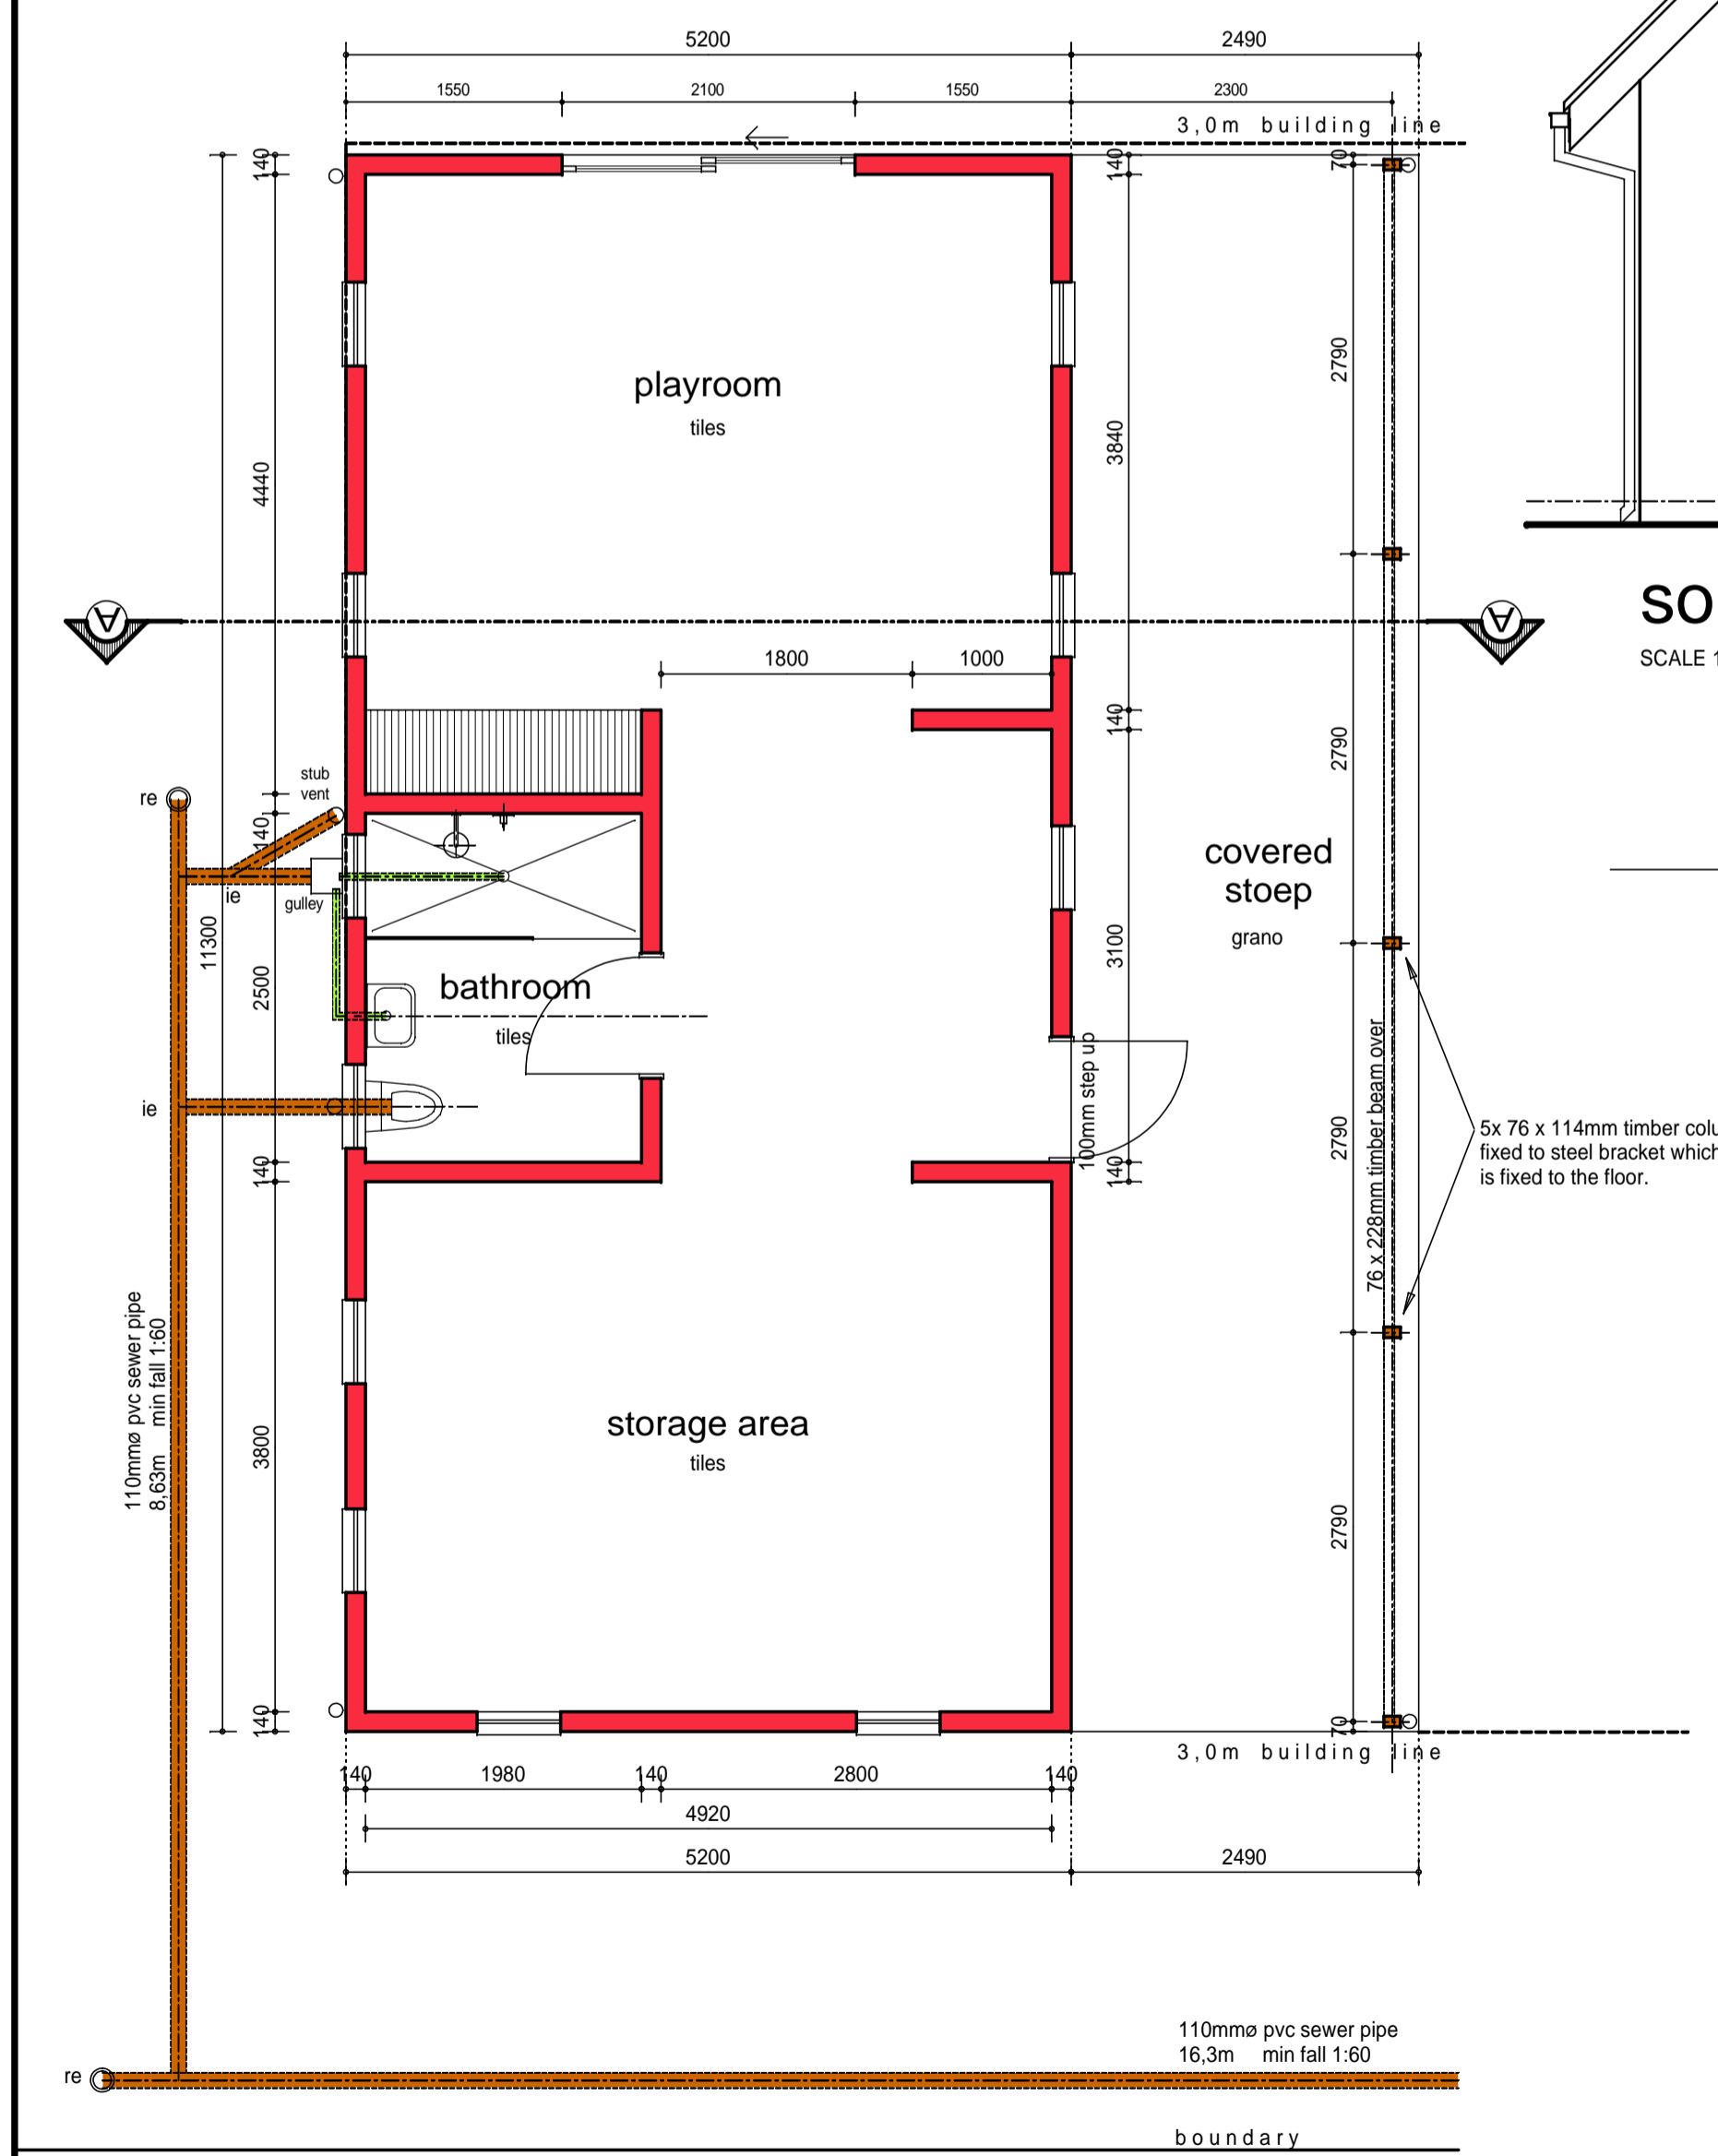 5200
2490
1550
2100
1550
2300
3,0m building line
140
140
70
playroom
tiles
4440
3840
2790
A
A
SO
SCALE 1
1800
1000
140
2790
stub
vent
re
140
ie
gulley
covered
stoep
grano
11300
2500
3100
bathroom
tiles
ie
100mm step up
76 x 228mm timber beam over
2790
5x 76 x 114mm timber colu
fixed to steel bracket which
is fixed to the floor.
140
140
110mmø pvc sewer pipe
8,63m min fall 1:60
storage area
tiles
3800
2790
140
70
3,0m building line
140
1980
140
2800
140
4920
5200
2490
110mmø pvc sewer pipe
16,3m min fall 1:60
re
boundary